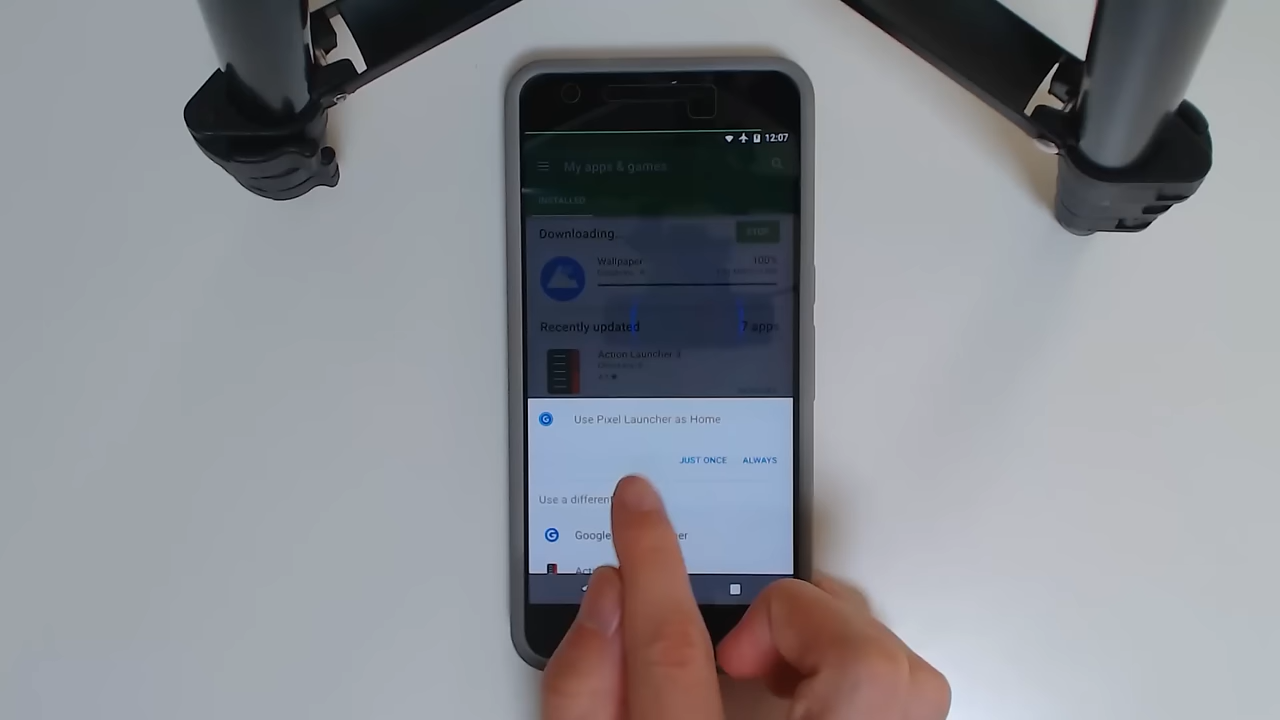 12:07
My apps & games
INSTALLED
Downloading..
STOP
Wallpaper 100%
Recently updated 7 apps
Action Launcher 3
Use Pixel Launcher as Home
JUST ONCE ALWAYS
Use a
Google